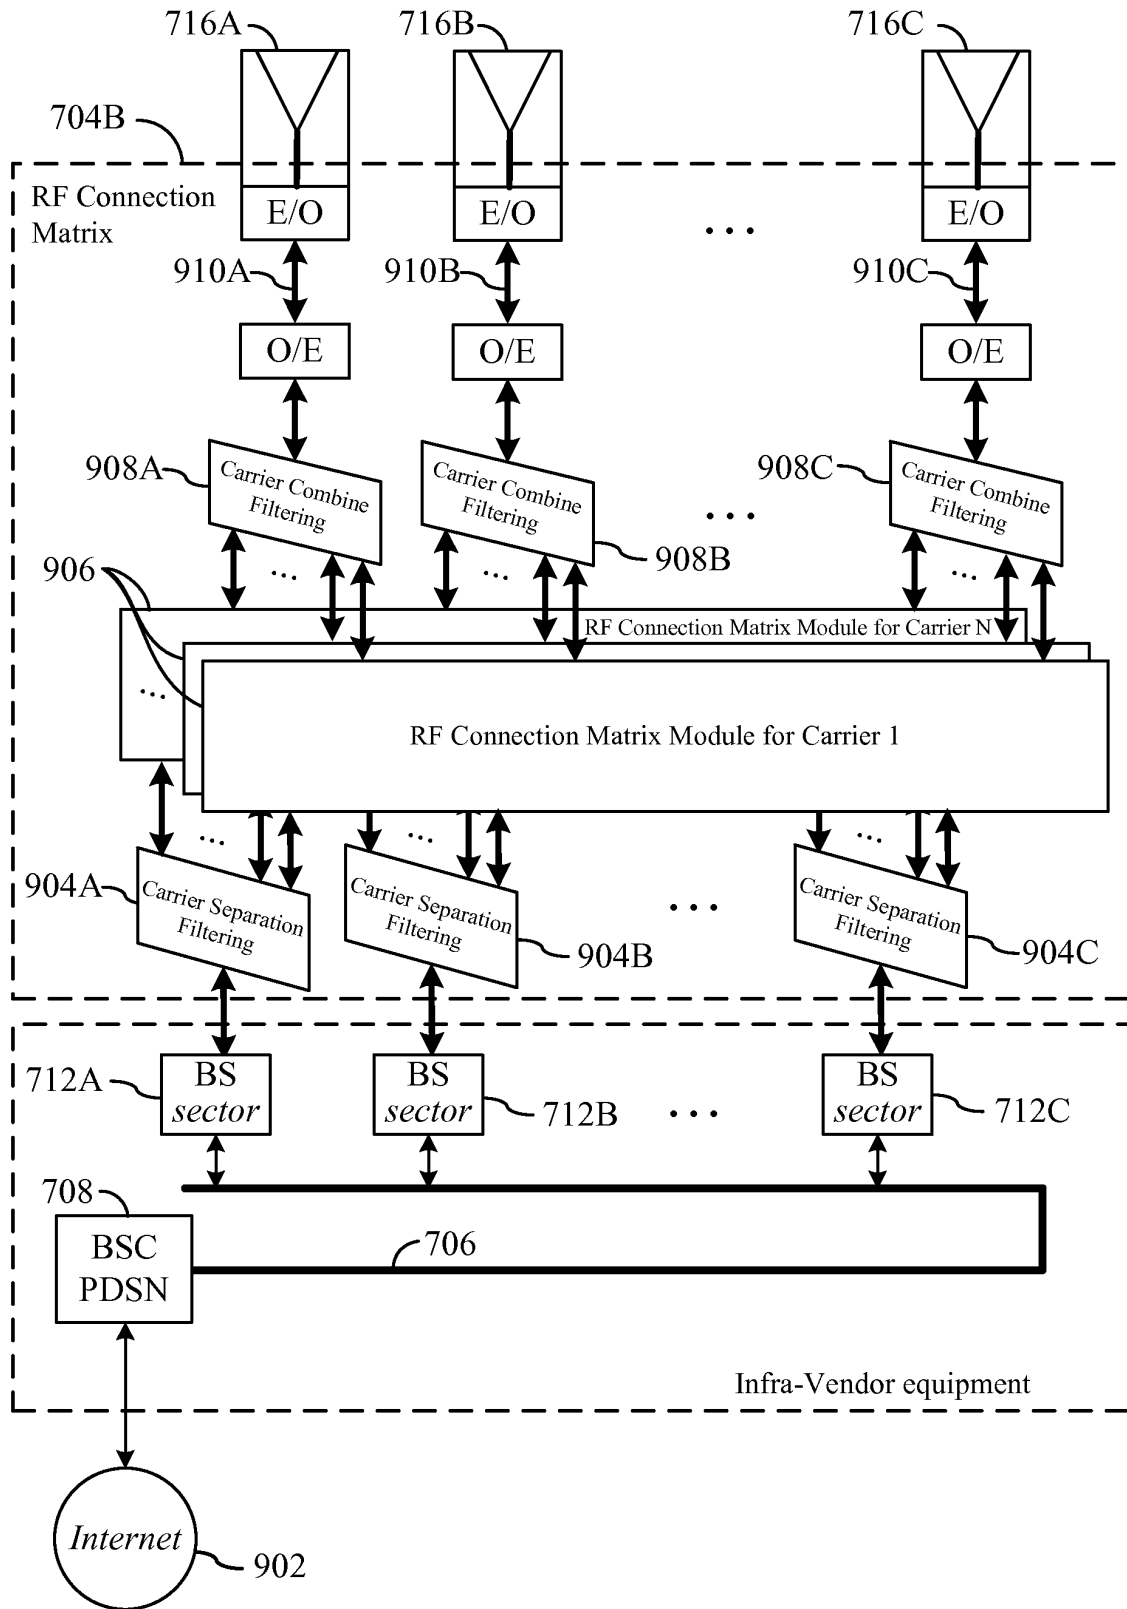 716A
716B
716C
704B
RF Connection
Matrix
E/O
E/O
E/O
...
910A
910B
910C
O/E
O/E
O/E
908A
Carrier Combine
Filtering
Carrier Combine
Filtering
908C
Carrier Combine
Filtering
...
908B
906
...
...
...
RF Connection Matrix Module for Carrier N
...
RF Connection Matrix Module for Carrier 1
...
...
...
904A
Carrier Separation
Filtering
Carrier Separation
Filtering
904B
...
Carrier Separation
Filtering
904C
712A
BS
sector
BS
sector
712B
...
BS
sector
712C
708
BSC
PDSN
706
Infra-Vendor equipment
Internet
902